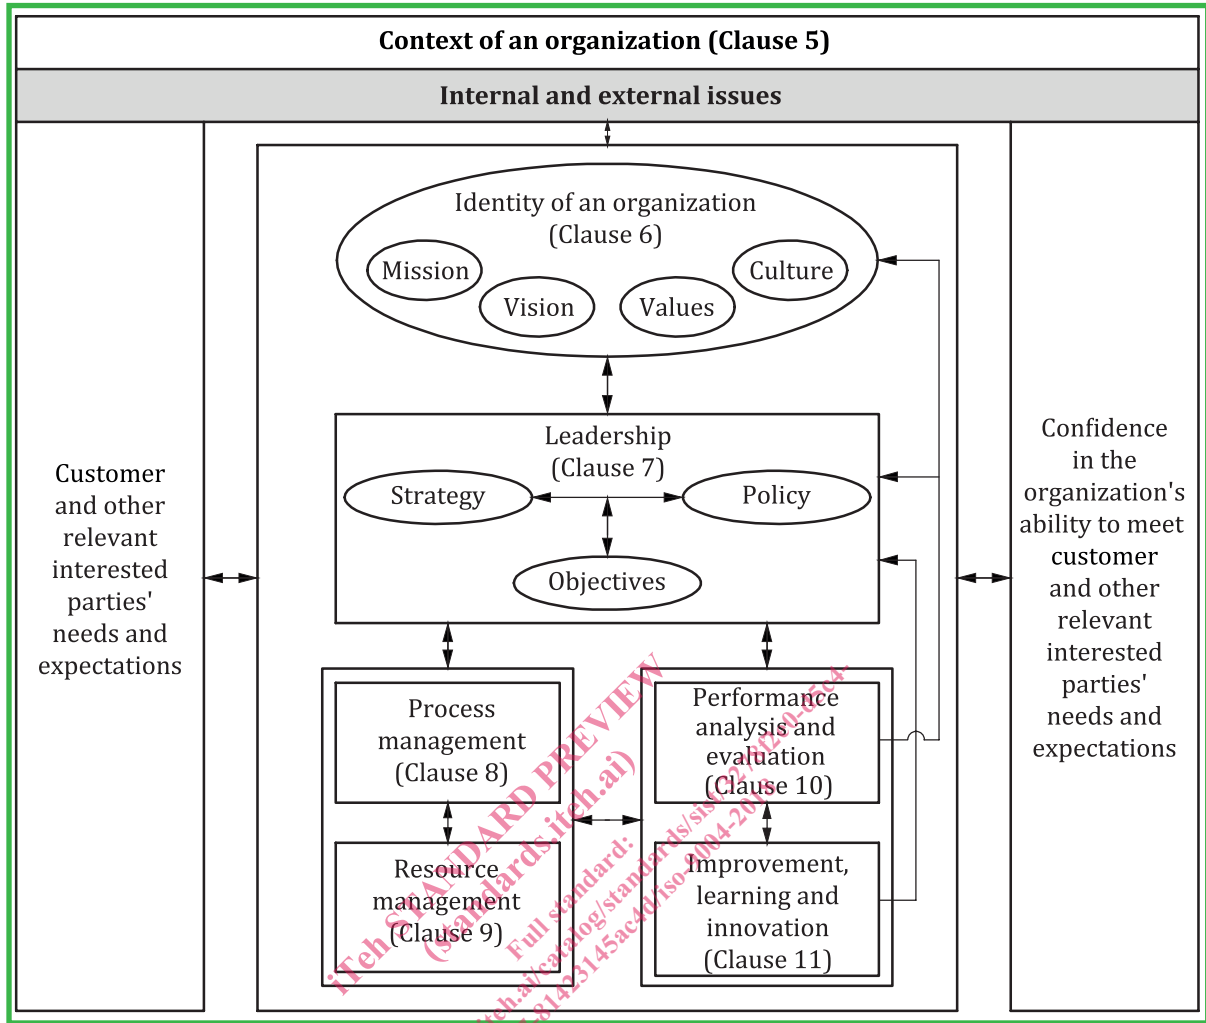 Context of an organization (Clause 5)
Internal and external issues
Customer
and other
relevant
interested
parties'
needs and
expectations
Identity of an organization
(Clause 6)
Mission
Vision
Values
Culture
Leadership
(Clause 7)
Strategy
Policy
Objectives
Process
management
(Clause 8)
Resource
management
(Clause 9)
Performance
analysis and
evaluation
(Clause 10)
Improvement,
learning and
innovation
(Clause 11)
Confidence
in the
organization's
ability to meet
customer
and other
relevant
interested
parties'
needs and
expectations
iTeh STANDARD PREVIEW
(standards.iteh.ai)
Full standard: